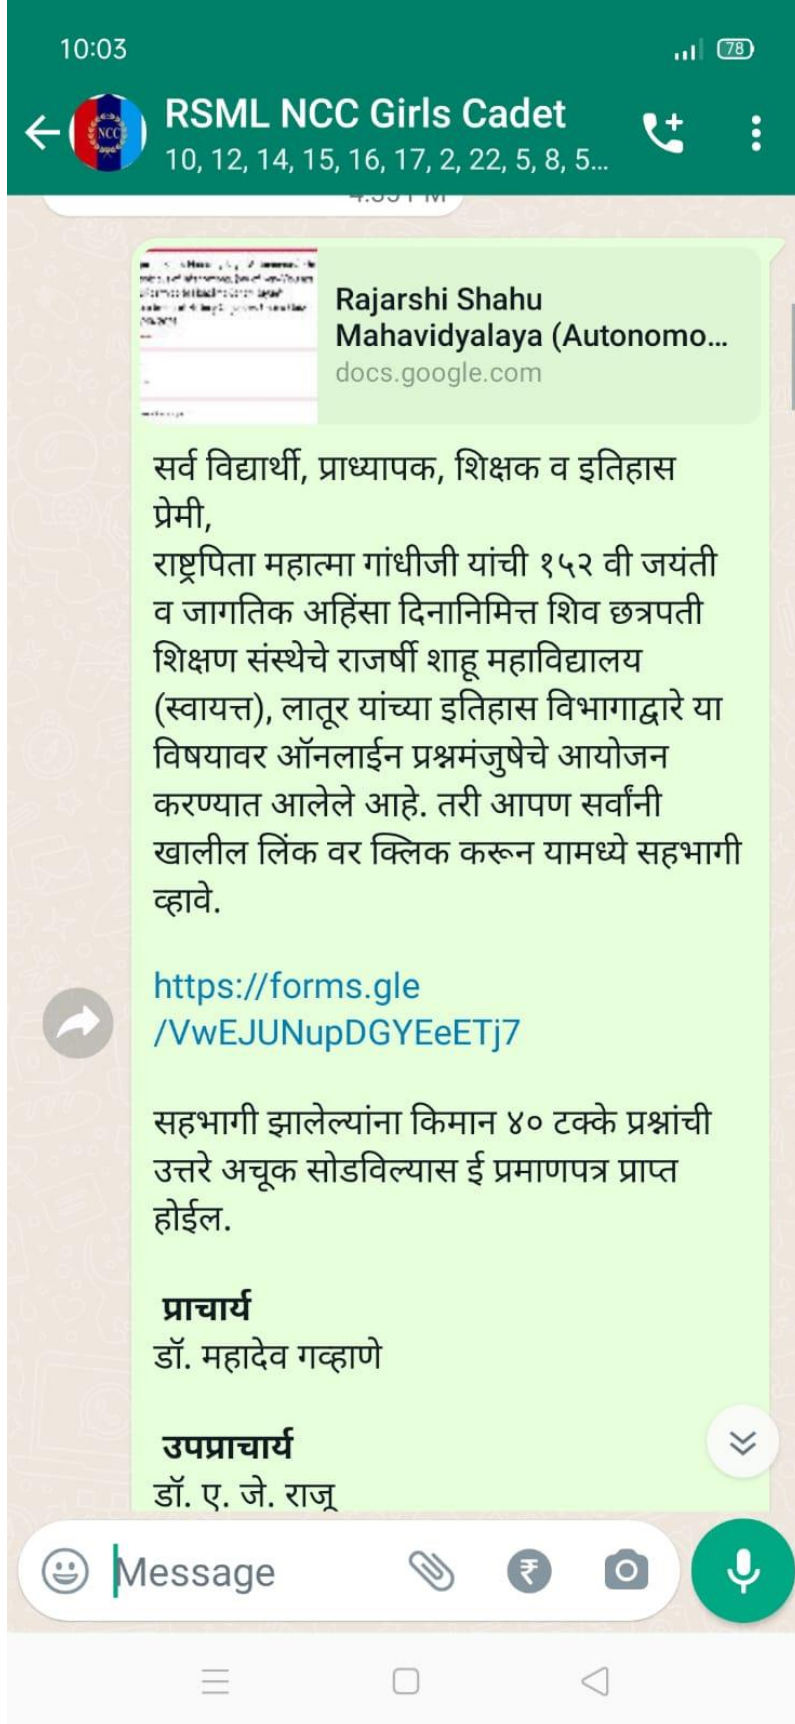 10:03
78
RSML NCC Girls Cadet
NCC
10, 12, 14, 15, 16, 17, 2, 22, 5, 8, 5...
Rajarshi Shahu
Mahavidyalaya (Autonomo...
docs.google.com
सर्व विद्यार्थी, प्राध्यापक, शिक्षक व इतिहास
प्रेमी,
राष्ट्रपिता महात्मा गांधीजी यांची १५२ वी जयंती
व जागतिक अहिंसा दिनानिमित्त शिव छत्रपती
शिक्षण संस्थेचे राजर्षी शाहू महाविद्यालय
(स्वायत्त), लातूर यांच्या इतिहास विभागाद्वारे या
विषयावर ऑनलाईन प्रश्नमंजुषेचे आयोजन
करण्यात आलेले आहे. तरी आपण सर्वांनी
खालील लिंक वर क्लिक करून यामध्ये सहभागी
व्हावे.
https://forms.gle
/VwEJUNupDGYEeETj7
सहभागी झालेल्यांना किमान ४० टक्के प्रश्नांची
उत्तरे अचूक सोडविल्यास ई प्रमाणपत्र प्राप्त
होईल.
प्राचार्य
डॉ. महादेव गव्हाणे
उपप्राचार्य
डॉ. ए. जे. राजू
Message